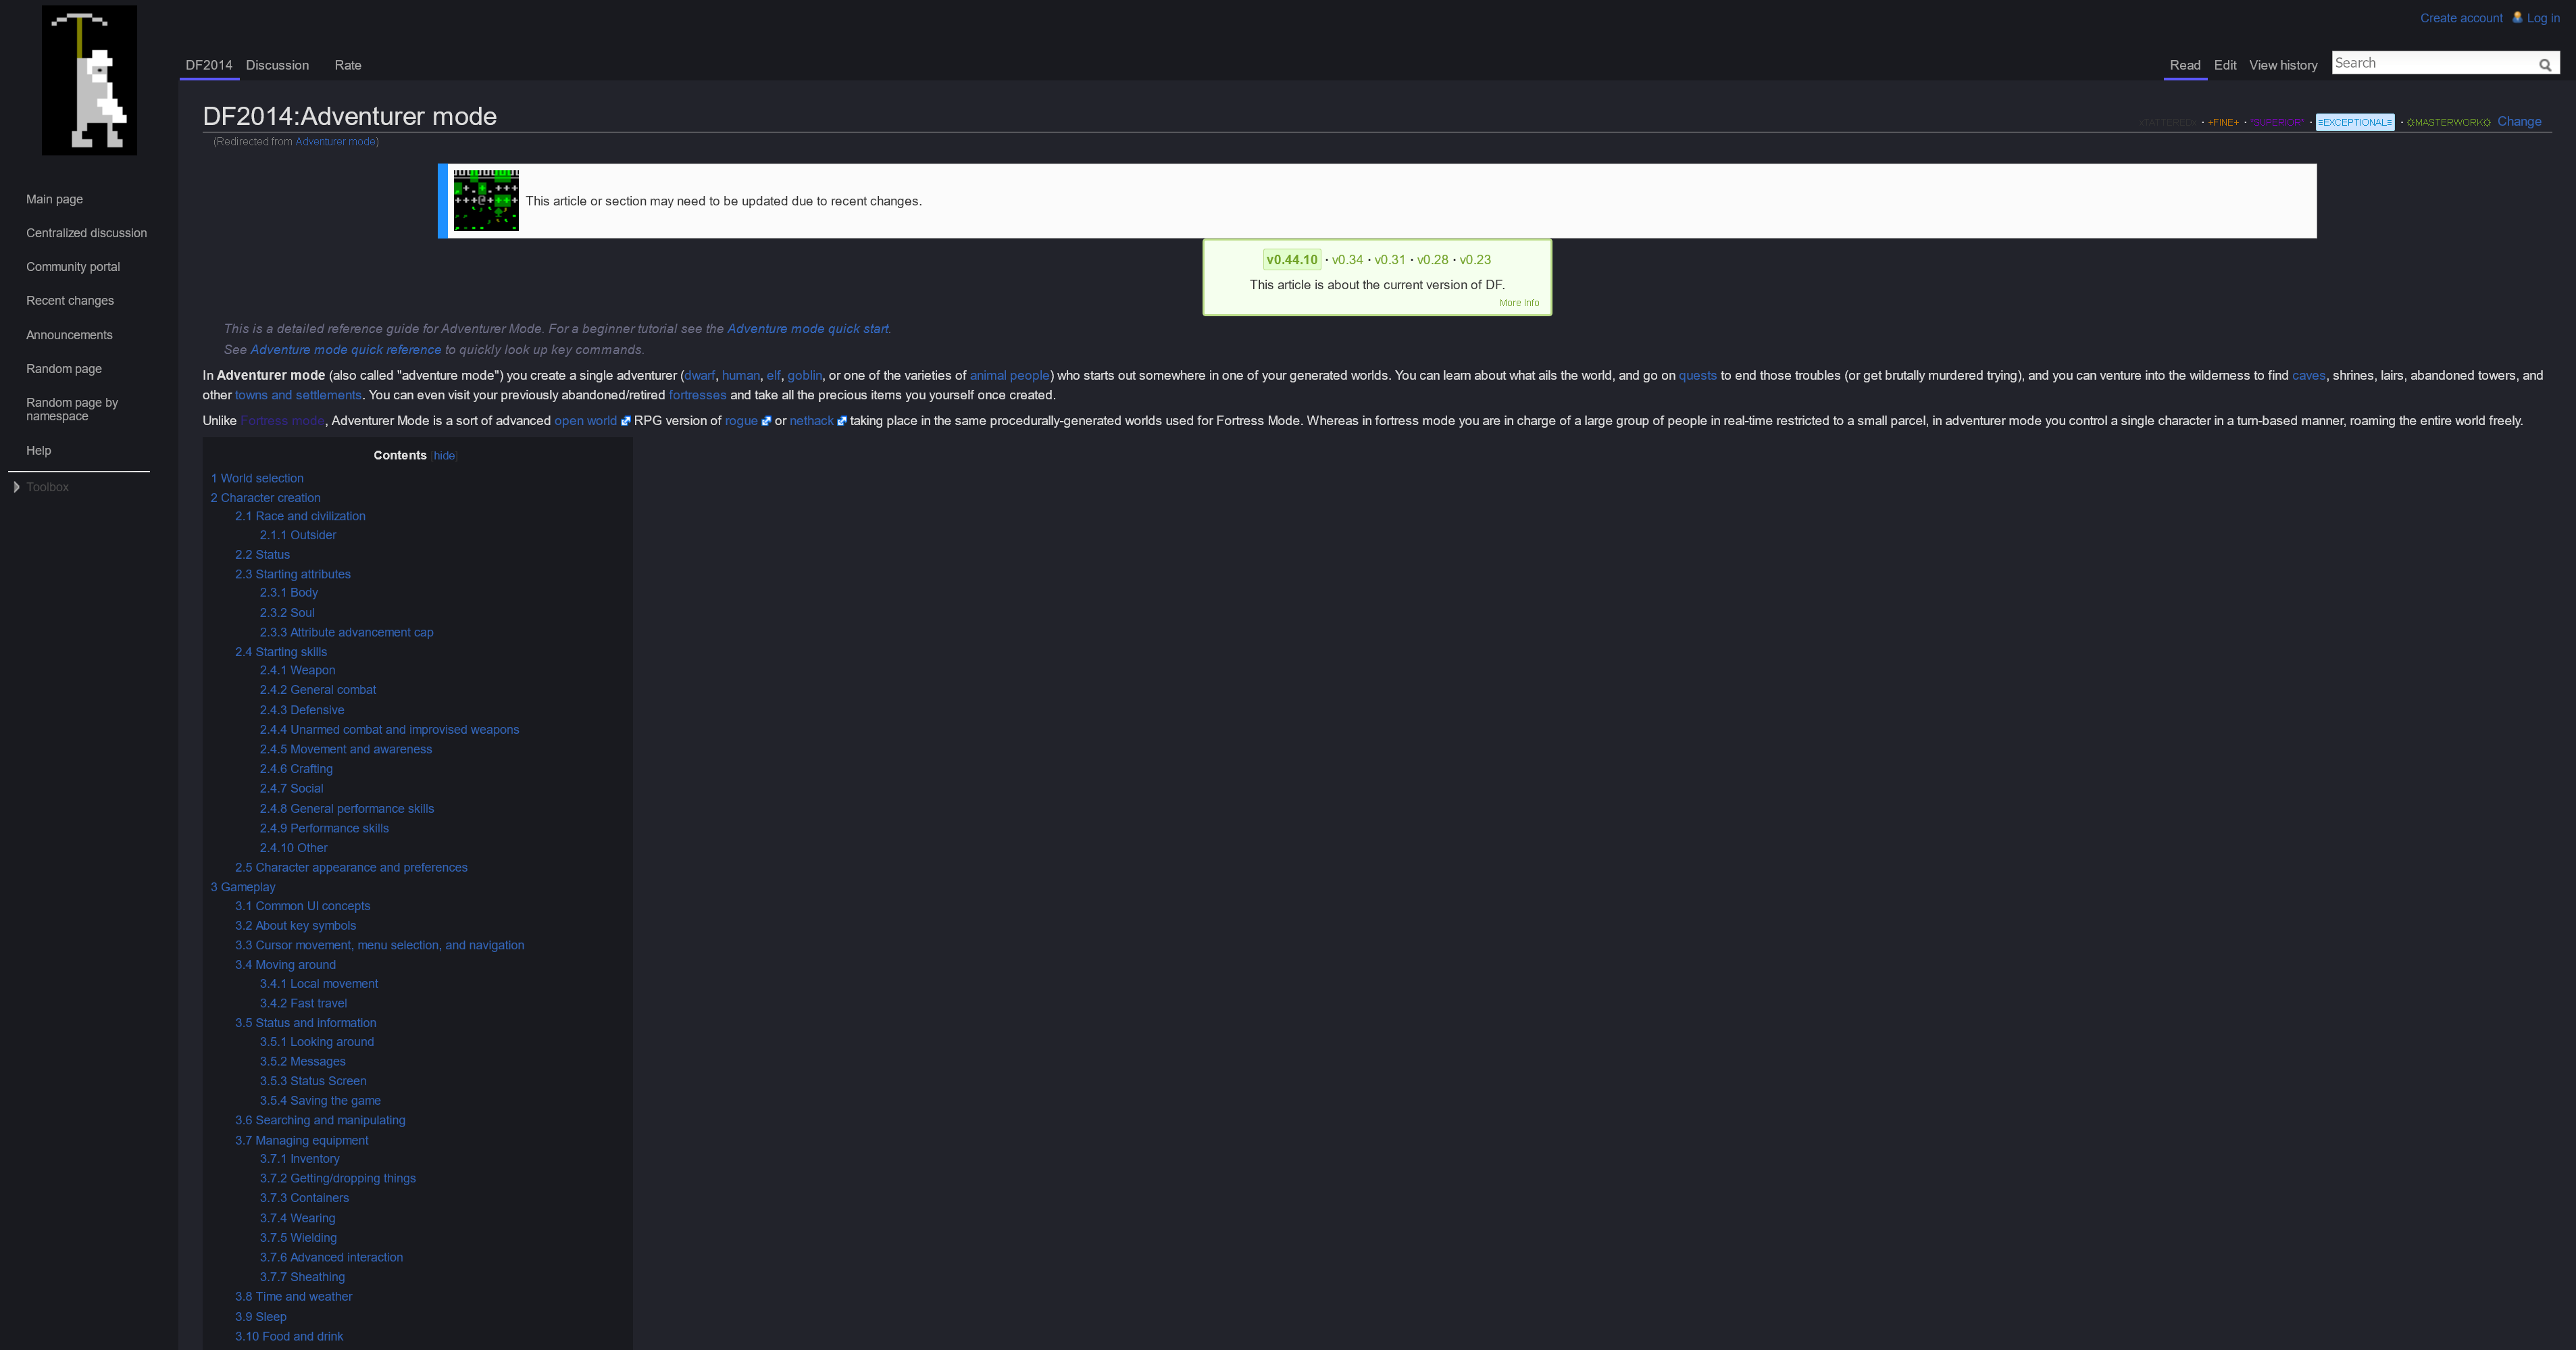 Create account Log in
DF2014 Discussion Rate
Read Edit View history Search
DF2014:Adventurer mode
· +FINE+ · *SUPERIOR* · ≡EXCEPTIONAL≡ · ☼MASTERWORK☼ Change
(Redirected from Adventurer mode)
Main page
Centralized discussion
Community portal
Recent changes
Announcements
Random page
Random page by
namespace
Help
Toolbox
This article or section may need to be updated due to recent changes.
v0.44.10 · v0.34 · v0.31 · v0.28 · v0.23
This article is about the current version of DF.
More Info
This is a detailed reference guide for Adventurer Mode. For a beginner tutorial see the Adventure mode quick start.
See Adventure mode quick reference to quickly look up key commands.
In Adventurer mode (also called "adventure mode") you create a single adventurer (dwarf, human, elf, goblin, or one of the varieties of animal people) who starts out somewhere in one of your generated worlds. You can learn about what ails the world, and go on quests to end those troubles (or get brutally murdered trying), and you can venture into the wilderness to find caves, shrines, lairs, abandoned towers, and
other towns and settlements. You can even visit your previously abandoned/retired fortresses and take all the precious items you yourself once created.
Unlike Fortress mode, Adventurer Mode is a sort of advanced open world RPG version of rogue or nethack taking place in the same procedurally-generated worlds used for Fortress Mode. Whereas in fortress mode you are in charge of a large group of people in real-time restricted to a small parcel, in adventure mode you control a single character in a turn-based manner, roaming the entire world freely.
Contents [hide]
1 World selection
2 Character creation
2.1 Race and civilization
2.1.1 Outsider
2.2 Status
2.3 Starting attributes
2.3.1 Body
2.3.2 Soul
2.3.3 Attribute advancement cap
2.4 Starting skills
2.4.1 Weapon
2.4.2 General combat
2.4.3 Defensive
2.4.4 Unarmed combat and improvised weapons
2.4.5 Movement and awareness
2.4.6 Crafting
2.4.7 Social
2.4.8 General performance skills
2.4.9 Performance skills
2.4.10 Other
2.5 Character appearance and preferences
3 Gameplay
3.1 Common UI concepts
3.2 About key symbols
3.3 Cursor movement, menu selection, and navigation
3.4 Moving around
3.4.1 Local movement
3.4.2 Fast travel
3.5 Status and information
3.5.1 Looking around
3.5.2 Messages
3.5.3 Status Screen
3.5.4 Saving the game
3.6 Searching and manipulating
3.7 Managing equipment
3.7.1 Inventory
3.7.2 Getting/dropping things
3.7.3 Containers
3.7.4 Wearing
3.7.5 Wielding
3.7.6 Advanced interaction
3.7.7 Sheathing
3.8 Time and weather
3.9 Sleep
3.10 Food and drink